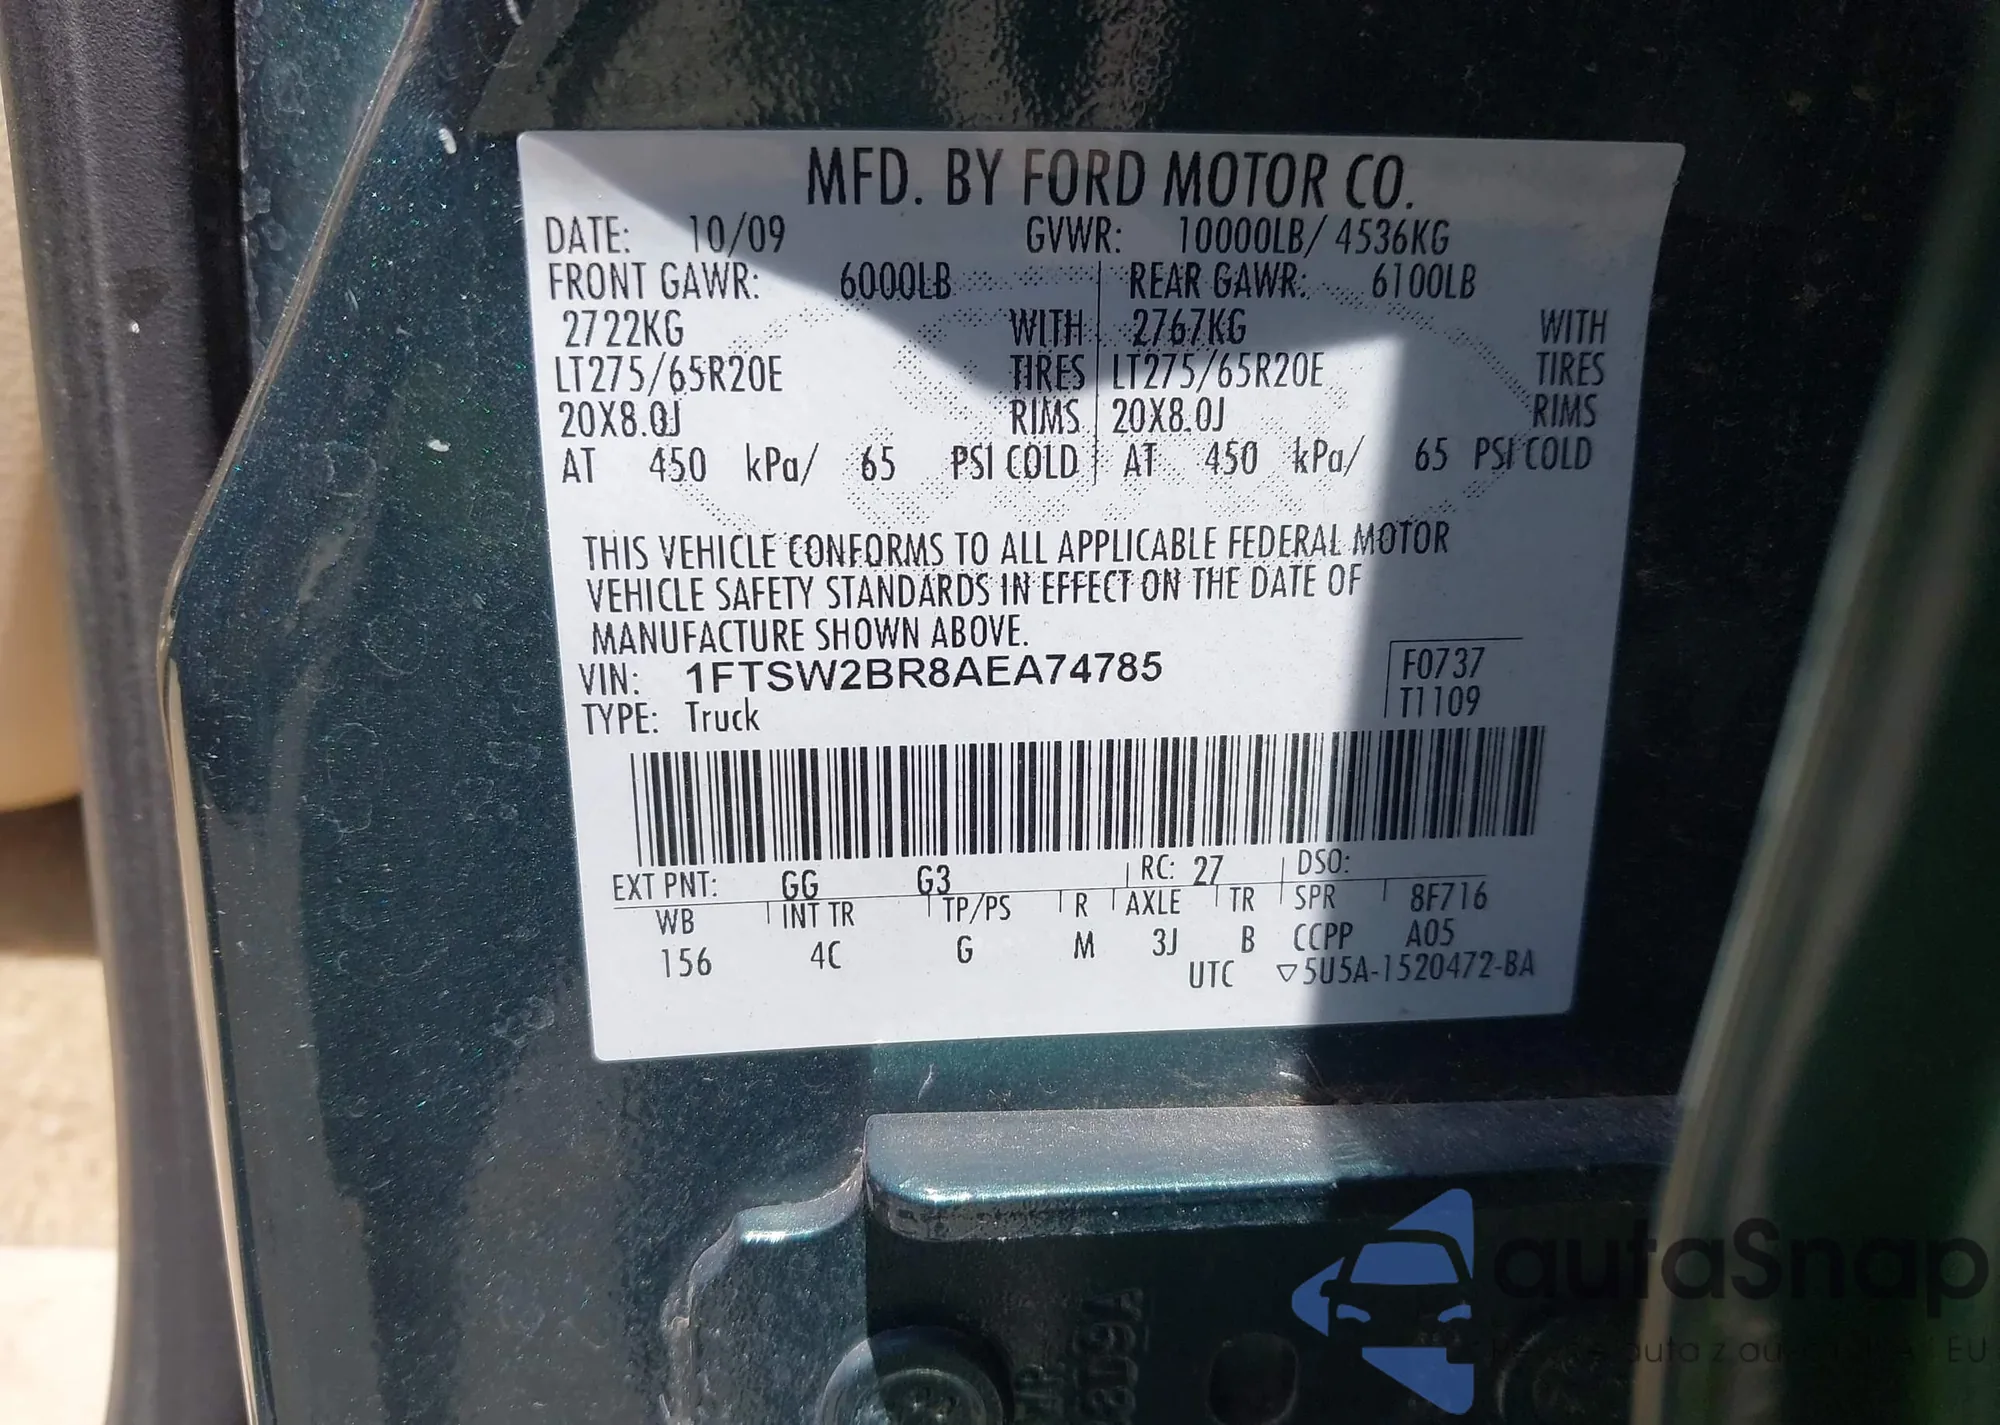 MFD. BY FORD MOTOR CO.
DATE: 10/09 GVWR: 10000LB/ 4536KG
FRONT GAWR: 6000LB REAR GAWR: 6100LB
2722KG WITH 2767KG WITH
LT275/65R20E TIRES LT275/65R20E TIRES
20X8.0J RIMS 20X8.0J RIMS
AT 450 kPa/ 65 PSI COLD AT 450 kPa/ 65 PSI COLD
THIS VEHICLE CONFORMS TO ALL APPLICABLE FEDERAL MOTOR
VEHICLE SAFETY STANDARDS IN EFFECT ON THE DATE OF
MANUFACTURE SHOWN ABOVE.
VIN: 1FTSW2BR8AEA74785 F0737
TYPE: Truck T1109
EXT PNT: GG G3 RC: 27 DSO:
WB INT TR TP/PS R AXLE TR SPR 8F716
156 4C G M 3J B CCPP A05
UTC ▽5U5A-1520472-BA
autaSnap
auta z EU